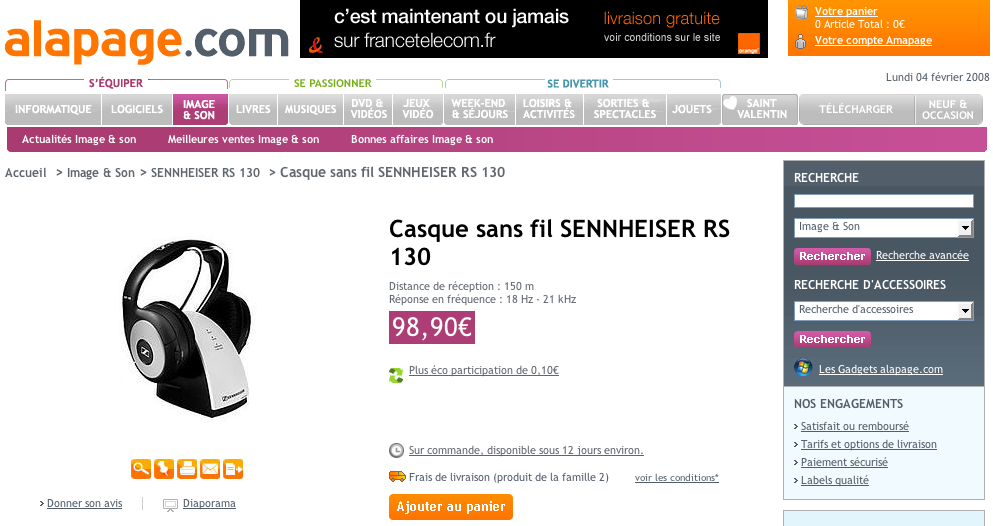 alapage.com
c'est maintenant ou jamais
& sur francetelecom.fr
livraison gratuite
voir conditions sur le site
orange
Votre panier
0 Article Total : 0€
Votre compte Amapage
Lundi 04 février 2008
S'ÉQUIPER
SE PASSIONNER
SE DIVERTIR
INFORMATIQUE
LOGICIELS
IMAGE
& SON
LIVRES
MUSIQUES
DVD &
VIDÉOS
JEUX
VIDÉO
WEEK-END
& SÉJOURS
LOISIRS &
ACTIVITÉS
SORTIES &
SPECTACLES
JOUETS
SAINT
VALENTIN
TÉLÉCHARGER
NEUF &
OCCASION
Actualités Image & son
Meilleures ventes Image & son
Bonnes affaires Image & son
Accueil > Image & Son > SENNHEISER RS 130 > Casque sans fil SENNHEISER RS 130
Casque sans fil SENNHEISER RS
130
Distance de réception : 150 m
Réponse en fréquence : 18 Hz - 21 kHz
98,90€
Plus éco participation de 0,10€
Sur commande, disponible sous 12 jours environ.
Frais de livraison (produit de la famille 2)
voir les conditions*
Ajouter au panier
SENNHEISER
Donner son avis
Diaporama
RECHERCHE
Image & Son
Rechercher
Recherche avancée
RECHERCHE D'ACCESSOIRES
Recherche d'accessoires
Rechercher
Les Gadgets alapage.com
NOS ENGAGEMENTS
> Satisfait ou remboursé
> Tarifs et options de livraison
> Paiement sécurisé
> Labels qualité